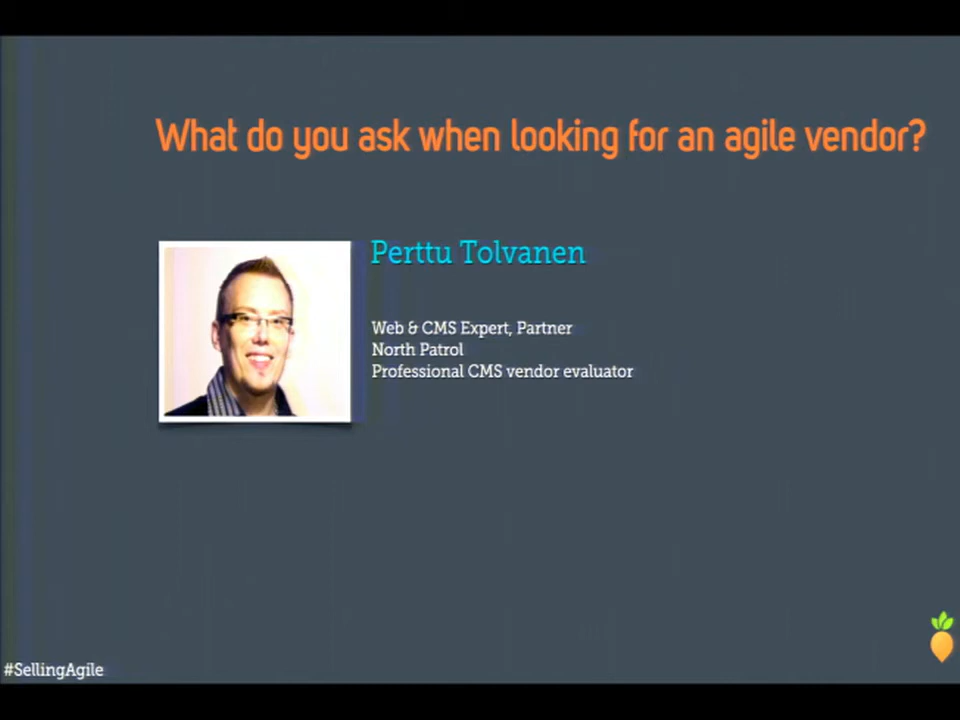 What do you ask when looking for an agile vendor?
Perttu Tolvanen
Web & CMS Expert, Partner
North Patrol
Professional CMS vendor evaluator
#SellingAgile